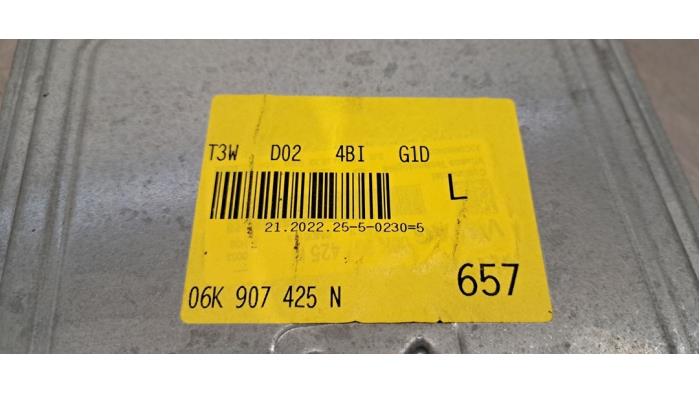 T3W D02 4BI G1D
L
21.2022.25-5-0230=5
06K 907 425 N
657